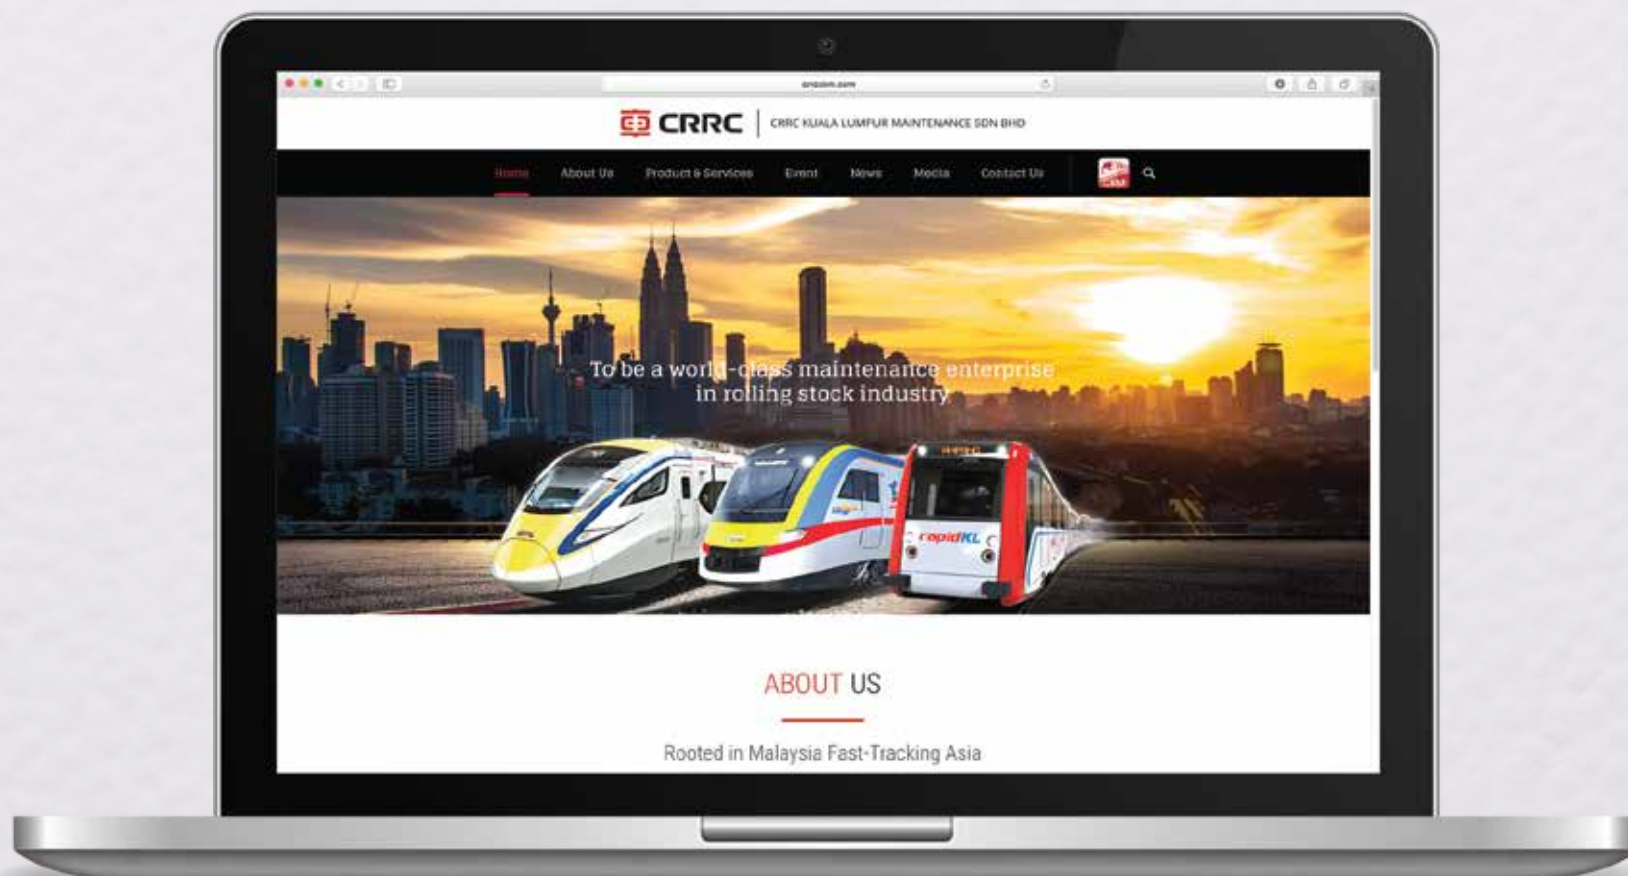 CRRC
CRRC KUALA LUMPUR MAINTENANCE SDN BHD
Home About Us Product & Services Event News Media Contact Us
To be a world-class maintenance enterprise
in rolling stock industry
rapidKL
ABOUT US
Rooted in Malaysia Fast-Tracking Asia